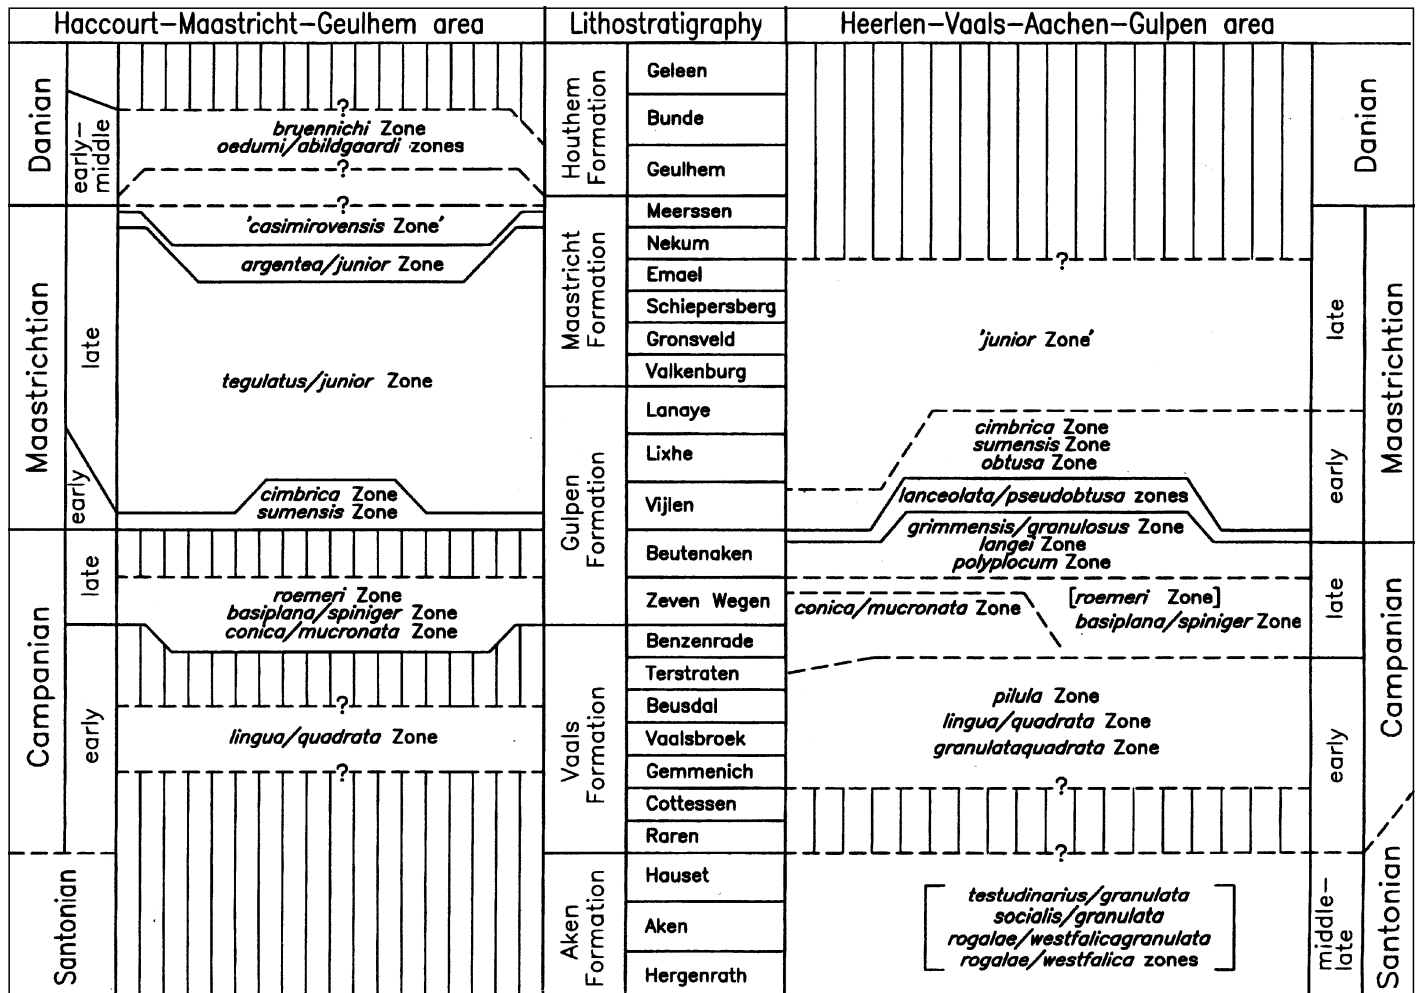 Haccourt-Maastricht-Geulhem area
Lithostratigraphy
Heerlen-Vaals-Aachen-Gulpen area
Danian
early-
middle
Maastrichtian
late
early
Campanian
late
early
Santonian
?
bruennichi Zone
oedumi/abildgaardi zones
?
?
'casimirovensis Zone'
argentea/junior Zone
tegulatus/junior Zone
cimbrica Zone
sumensis Zone
roemeri Zone
basiplana/spiniger Zone
conica/mucronata Zone
?
lingua/quadrata Zone
?
Houthem
Formation
Maastricht
Formation
Gulpen
Formation
Vaals
Formation
Aken
Formation
Geleen
Bunde
Geulhem
Meerssen
Nekum
Emael
Schiepersberg
Gronsveld
Valkenburg
Lanaye
Lixhe
Vijlen
Beutenaken
Zeven Wegen
Benzenrade
Terstraten
Beusdal
Vaalsbroek
Gemmenich
Cottessen
Raren
Hauset
Aken
Hergenrath
?
'junior Zone'
cimbrica Zone
sumensis Zone
obtusa Zone
lanceolata/pseudobtusa zones
grimmensis/granulosus Zone
langei Zone
polyplocum Zone
conica/mucronata Zone
[roemeri Zone]
basiplana/spiniger Zone
pilula Zone
lingua/quadrata Zone
granulataquadrata Zone
?
?
testudinarius/granulata
socialis/granulata
rogalae/westfalicagranulata
rogalae/westfalica zones
late
early
late
early
middle-
late
Danian
Maastrichtian
Campanian
Santonian